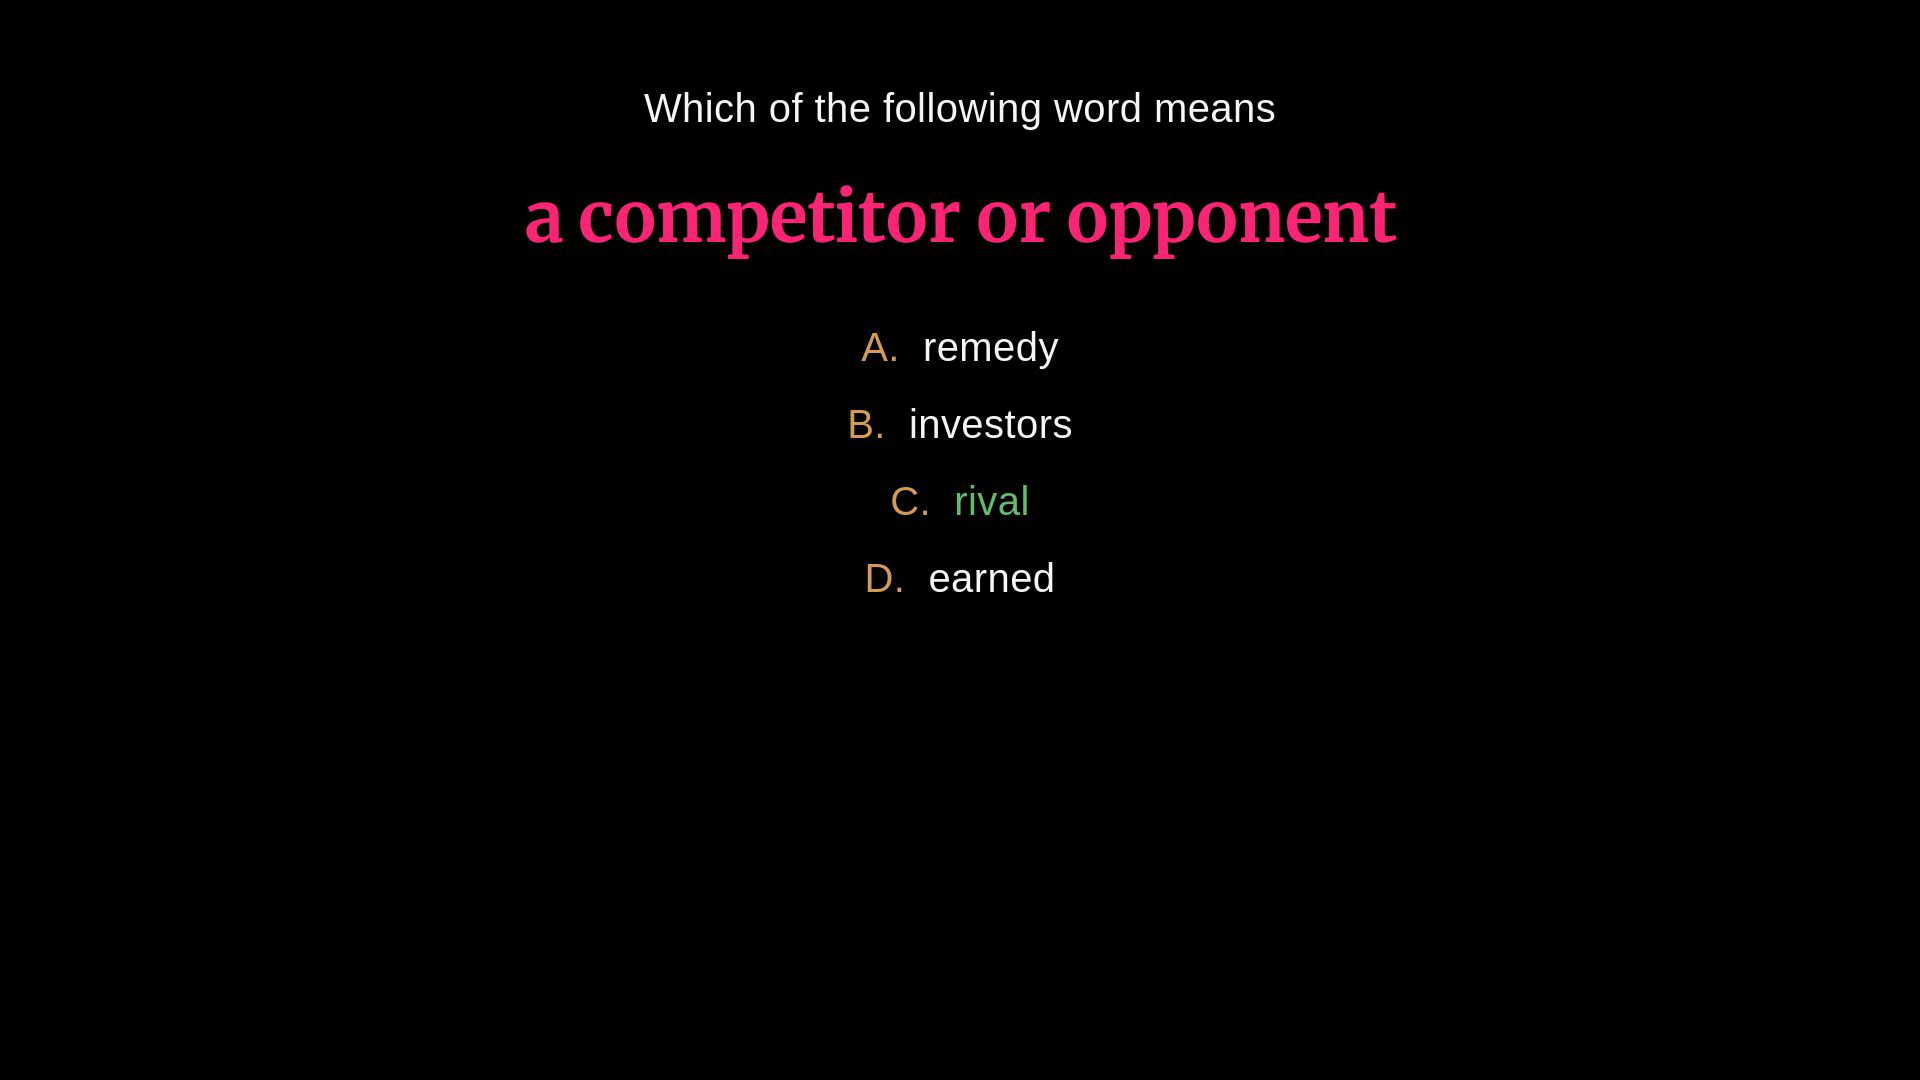 Which of the following word means
a competitor or opponent
A. remedy
B. investors
C. rival
D. earned